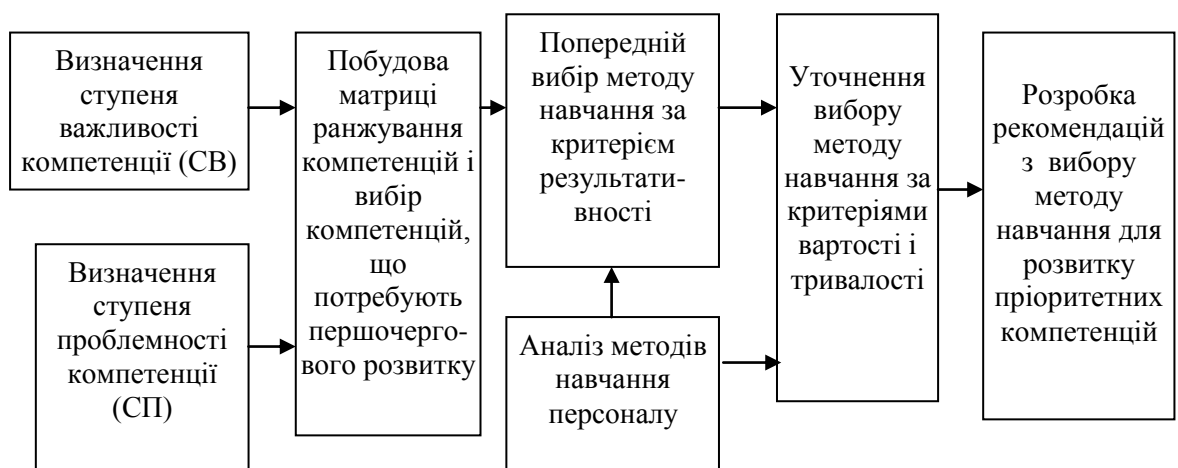 Визначення
ступеня
важливості
компетенції (СВ)
Визначення
ступеня
проблемності
компетенції
(СП)
Побудова
матриці
ранжування
компетенцій і
вибір
компетенцій,
що
потребують
першочерго-
вого розвитку
Попередній
вибір методу
навчання за
критерієм
результати-
вності
Аналіз методів
навчання
персоналу
Уточнення
вибору
методу
навчання за
критеріями
вартості і
тривалості
Розробка
рекомендацій
з вибору
методу
навчання для
розвитку
пріоритетних
компетенцій